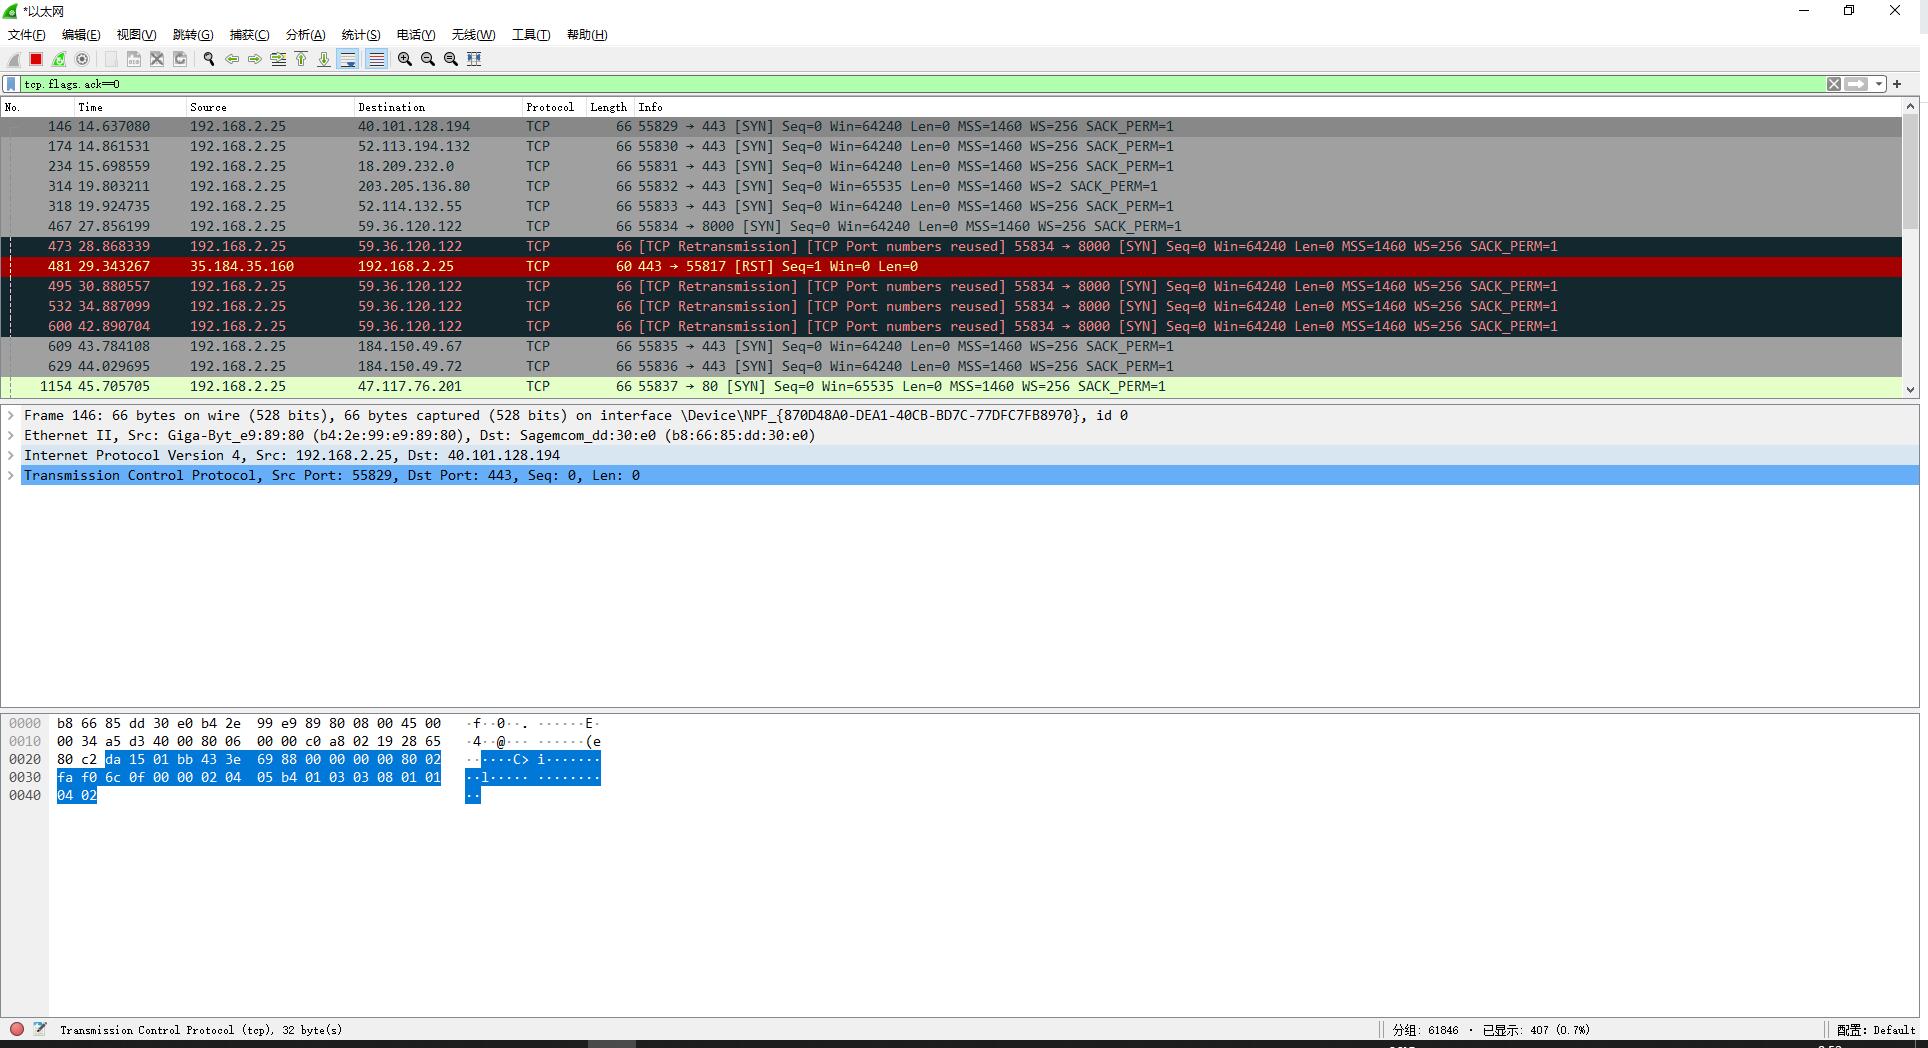 *以太网
文件(F) 编辑(E) 视图(V) 跳转(G) 捕获(C) 分析(A) 统计(S) 电话(Y) 无线(W) 工具(T) 帮助(H)
tcp.flags.ack==0
No. Time Source Destination Protocol Length Info
146 14.637080 192.168.2.25 40.101.128.194 TCP 66 55829 → 443 [SYN] Seq=0 Win=64240 Len=0 MSS=1460 WS=256 SACK_PERM=1
174 14.861531 192.168.2.25 52.113.194.132 TCP 66 55830 → 443 [SYN] Seq=0 Win=64240 Len=0 MSS=1460 WS=256 SACK_PERM=1
234 15.698559 192.168.2.25 18.209.232.0 TCP 66 55831 → 443 [SYN] Seq=0 Win=64240 Len=0 MSS=1460 WS=256 SACK_PERM=1
314 19.803211 192.168.2.25 203.205.136.80 TCP 66 55832 → 443 [SYN] Seq=0 Win=65535 Len=0 MSS=1460 WS=2 SACK_PERM=1
318 19.924735 192.168.2.25 52.114.132.55 TCP 66 55833 → 443 [SYN] Seq=0 Win=64240 Len=0 MSS=1460 WS=256 SACK_PERM=1
467 27.856199 192.168.2.25 59.36.120.122 TCP 66 55834 → 8000 [SYN] Seq=0 Win=64240 Len=0 MSS=1460 WS=256 SACK_PERM=1
473 28.868339 192.168.2.25 59.36.120.122 TCP 66 [TCP Retransmission] [TCP Port numbers reused] 55834 → 8000 [SYN] Seq=0 Win=64240 Len=0 MSS=1460 WS=256 SACK_PERM=1
481 29.343267 35.184.35.160 192.168.2.25 TCP 60 443 → 55817 [RST] Seq=1 Win=0 Len=0
495 30.880557 192.168.2.25 59.36.120.122 TCP 66 [TCP Retransmission] [TCP Port numbers reused] 55834 → 8000 [SYN] Seq=0 Win=64240 Len=0 MSS=1460 WS=256 SACK_PERM=1
532 34.887099 192.168.2.25 59.36.120.122 TCP 66 [TCP Retransmission] [TCP Port numbers reused] 55834 → 8000 [SYN] Seq=0 Win=64240 Len=0 MSS=1460 WS=256 SACK_PERM=1
600 42.890704 192.168.2.25 59.36.120.122 TCP 66 [TCP Retransmission] [TCP Port numbers reused] 55834 → 8000 [SYN] Seq=0 Win=64240 Len=0 MSS=1460 WS=256 SACK_PERM=1
609 43.784108 192.168.2.25 184.150.49.67 TCP 66 55835 → 443 [SYN] Seq=0 Win=64240 Len=0 MSS=1460 WS=256 SACK_PERM=1
629 44.029695 192.168.2.25 184.150.49.72 TCP 66 55836 → 443 [SYN] Seq=0 Win=64240 Len=0 MSS=1460 WS=256 SACK_PERM=1
1154 45.705705 192.168.2.25 47.117.76.201 TCP 66 55837 → 80 [SYN] Seq=0 Win=65535 Len=0 MSS=1460 WS=256 SACK_PERM=1
Frame 146: 66 bytes on wire (528 bits), 66 bytes captured (528 bits) on interface \Device\NPF_{870D48A0-DEA1-40CB-BD7C-77DFC7FB8970}, id 0
Ethernet II, Src: Giga-Byt_e9:89:80 (b4:2e:99:e9:89:80), Dst: Sagemcom_dd:30:e0 (b8:66:85:dd:30:e0)
Internet Protocol Version 4, Src: 192.168.2.25, Dst: 40.101.128.194
Transmission Control Protocol, Src Port: 55829, Dst Port: 443, Seq: 0, Len: 0
0000 b8 66 85 dd 30 e0 b4 2e 99 e9 89 80 08 00 45 00 ·f··0··. ······E·
0010 00 34 a5 d3 40 00 80 06 00 00 c0 a8 02 19 28 65 ·4··@··· ······(e
0020 80 c2 da 15 01 bb 43 3e 69 88 00 00 00 00 80 02 ······C> i·······
0030 fa f0 6c 0f 00 00 02 04 05 b4 01 03 03 08 01 01 ··l····· ········
0040 04 02 ··
Transmission Control Protocol (tcp), 32 byte(s) 分组: 61846 · 已显示: 407 (0.7%) 配置: Default